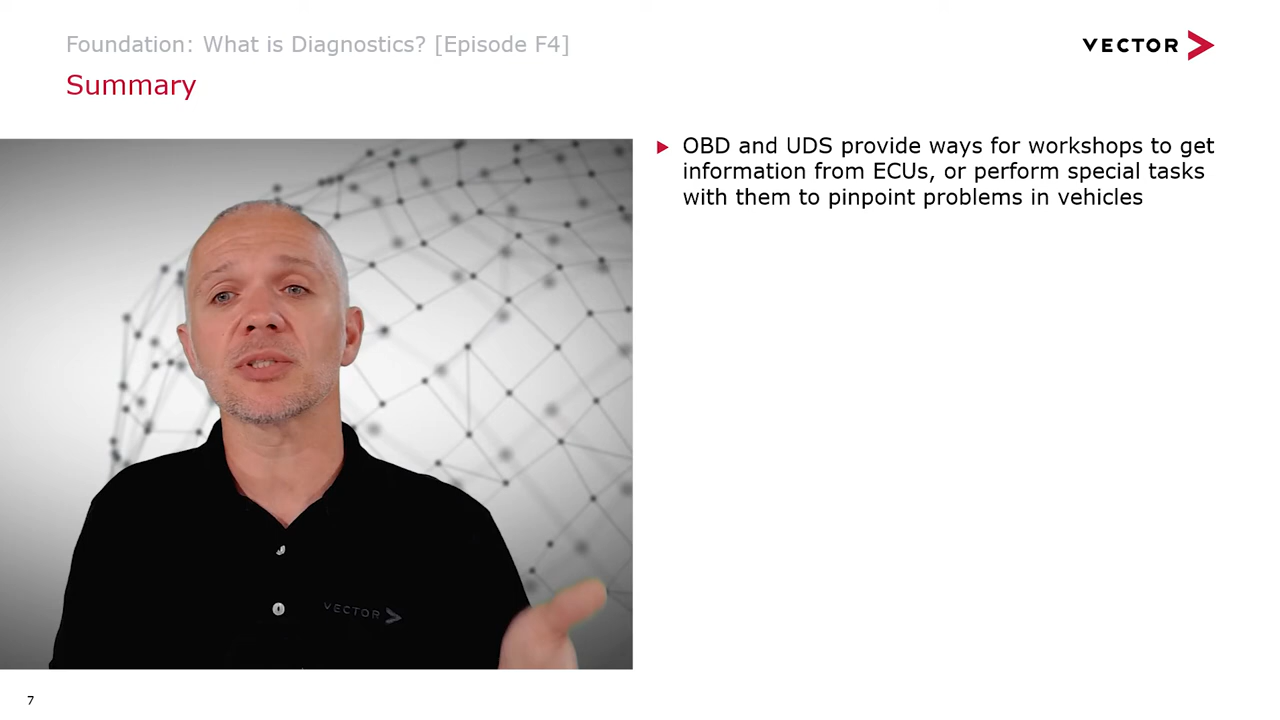 Foundation: What is Diagnostics? [Episode F4]
VECTOR
Summary
OBD and UDS provide ways for workshops to get
information from ECUs, or perform special tasks
with them to pinpoint problems in vehicles
VECTOR
7